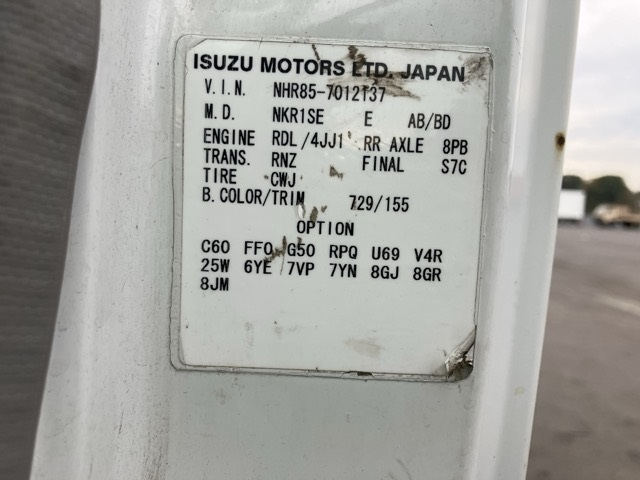 ISUZU MOTORS LTD. JAPAN
V.I.N. NHR85-7012137
M.D. NKR1SE E AB/BD
ENGINE RDL/4JJ1 RR AXLE 8PB
TRANS. RNZ FINAL S7C
TIRE CWJ
B.COLOR/TRIM 729/155
OPTION
C60 FF0 G50 RPQ U69 V4R
25W 6YE 7VP 7YN 8GJ 8GR
8JM